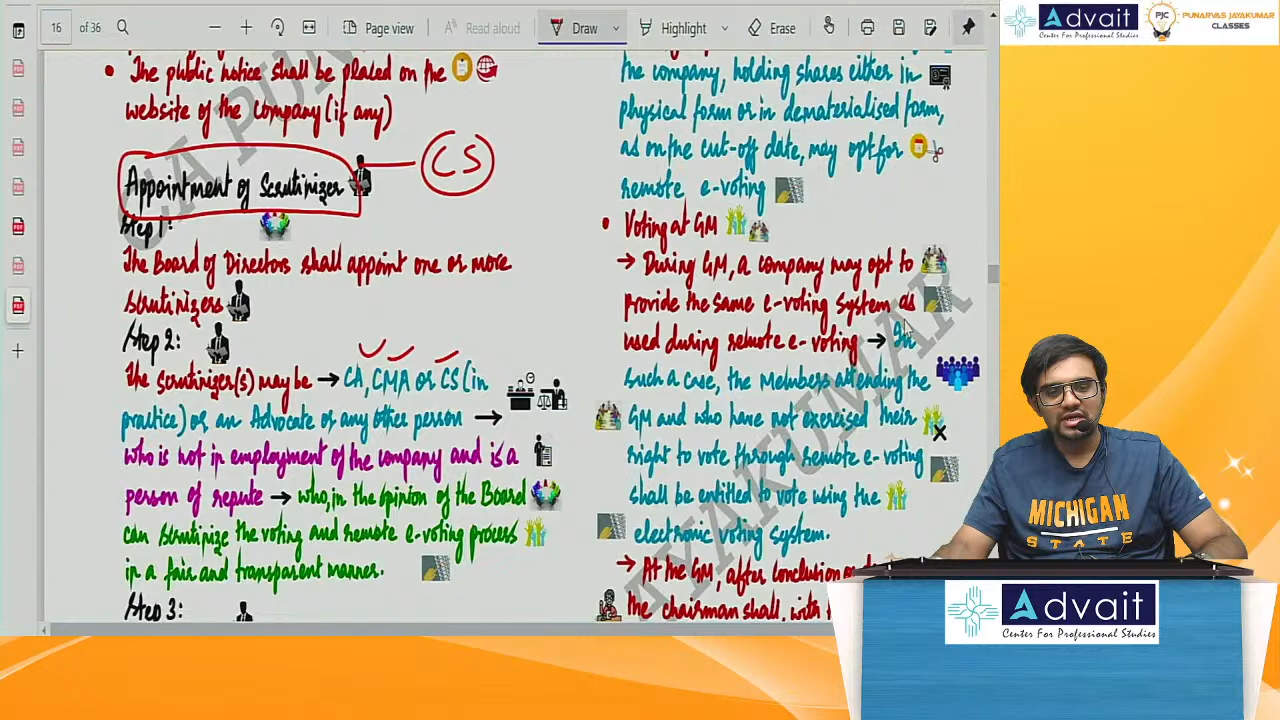 16
of 36
Page view
Read aloud
Draw
Highlight
Erase
Advait
Center For Professional Studies
PJC
PUNARVAS JAYAKUMAR
CLASSES
• The public notice shall be placed on the
website of the company (if any)
Appointment of Scrutinizer
CS
Step 1:
The Board of Directors shall appoint one or more
Scrutinizers
Step 2:
The Scrutinizer(s) may be → CA, CMA or CS (in
practice) or an Advocate or any other person →
who is not in employment of the company and is a
person of repute → who, in the opinion of the Board
can scrutinize the voting and remote e-voting process
in a fair and transparent manner.
Step 3:
the company, holding shares either in
physical form or in dematerialised form,
as on the cut-off date, may opt for
remote e-voting
• Voting at GM
→ During GM, a company may opt to
provide the same e-voting system as
used during remote e-voting → In
such a case, the Members attending the
GM and who have not exercised their
right to vote through remote e-voting
shall be entitled to vote using the
electronic voting system.
→ At the GM, after conclusion
the chairman shall, with
CA PUN
JAYAKUMAR
MICHIGAN
STATE
Advait
Center For Professional Studies